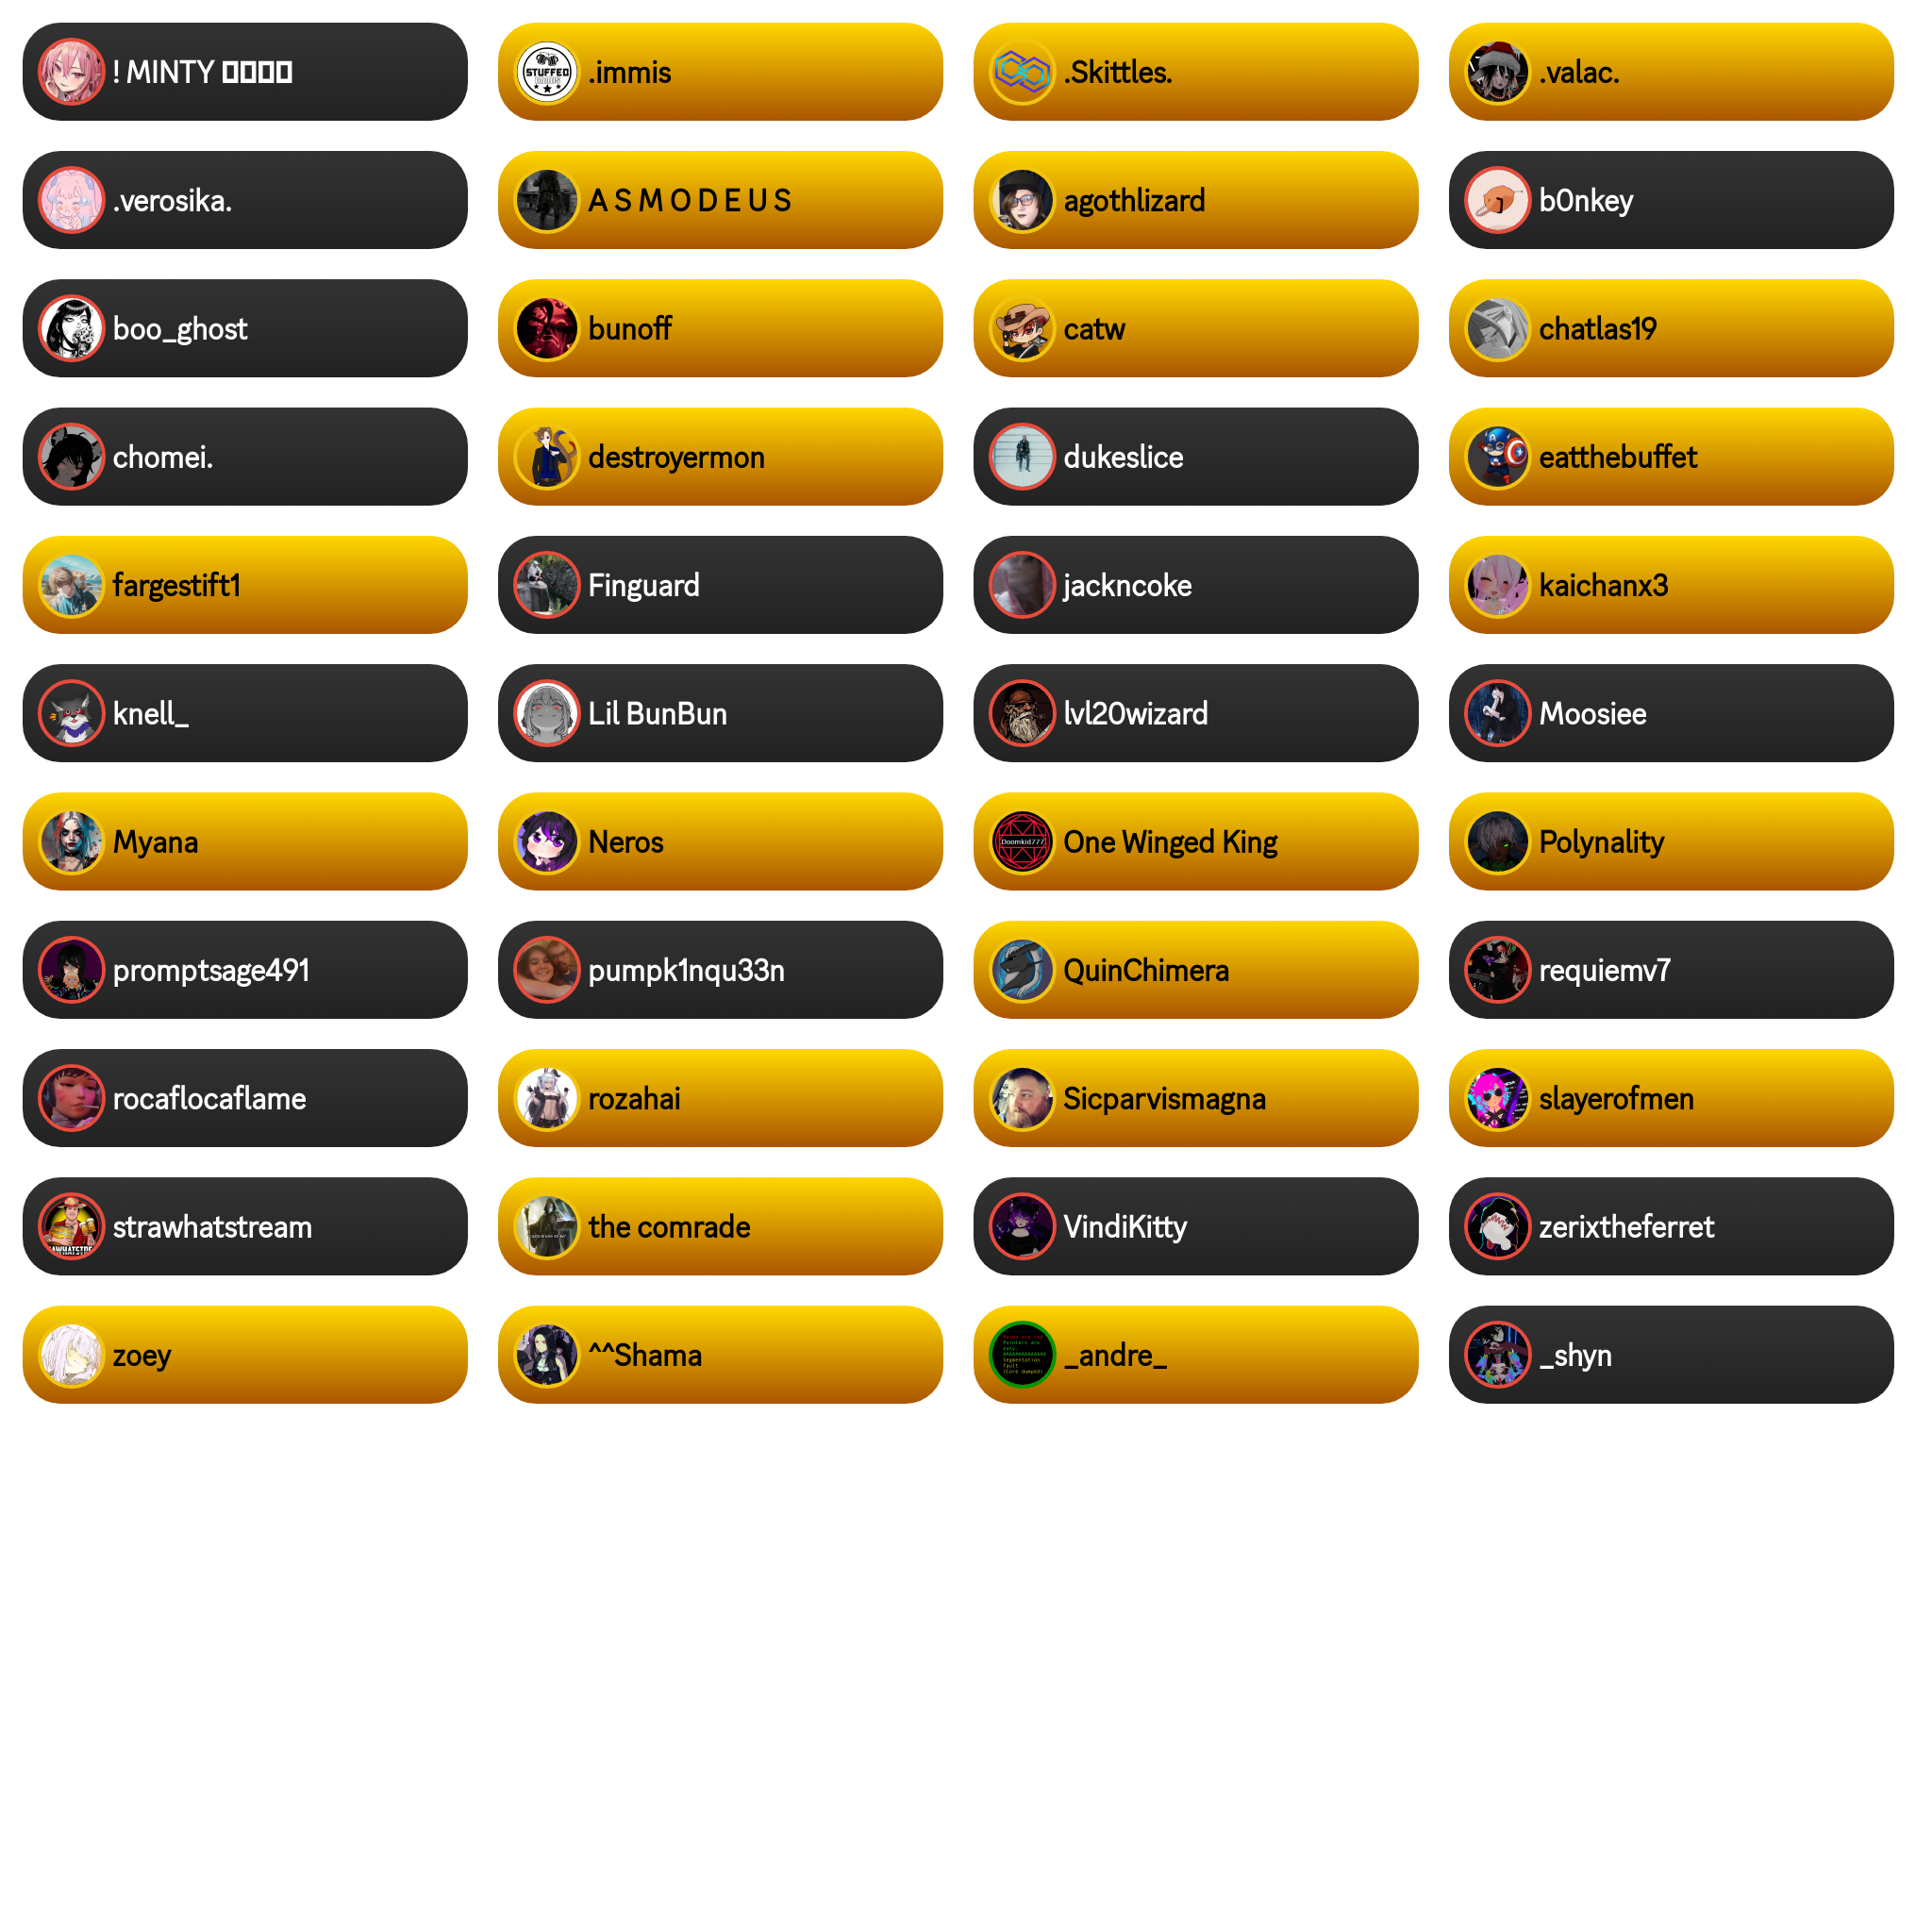 ! MINTY
.immis
.Skittles.
.valac.
.verosika.
A S M O D E U S
agothlizard
b0nkey
boo_ghost
bunoff
catw
chatlas19
chomei.
destroyermon
dukeslice
eatthebuffet
fargestift1
Finguard
jackncoke
kaichanx3
knell_
Lil BunBun
lvl20wizard
Moosiee
Myana
Neros
Doomkid777
One Winged King
Polynality
promptsage491
pumpk1nqu33n
QuinChimera
requiemv7
rocaflocaflame
rozahai
Sicparvismagna
slayerofmen
strawhatstream
the comrade
VindiKitty
zerixtheferret
zoey
^^Shama
_andre_
_shyn